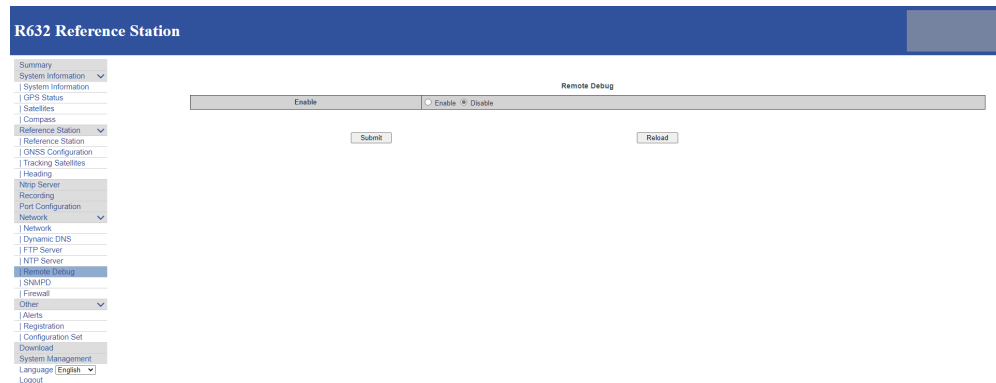 R632 Reference Station
Summary
System Information
| System Information
| GPS Status
| Satellites
| Compass
Reference Station
| Reference Station
| GNSS Configuration
| Tracking Satellites
| Heading
Ntrip Server
Recording
Port Configuration
Network
| Network
| Dynamic DNS
| FTP Server
| NTP Server
| Remote Debug
| SNMPD
| Firewall
Other
| Alerts
| Registration
| Configuration Set
Download
System Management
Language English
Logout
Remote Debug
Enable Enable Disable
Submit Reload